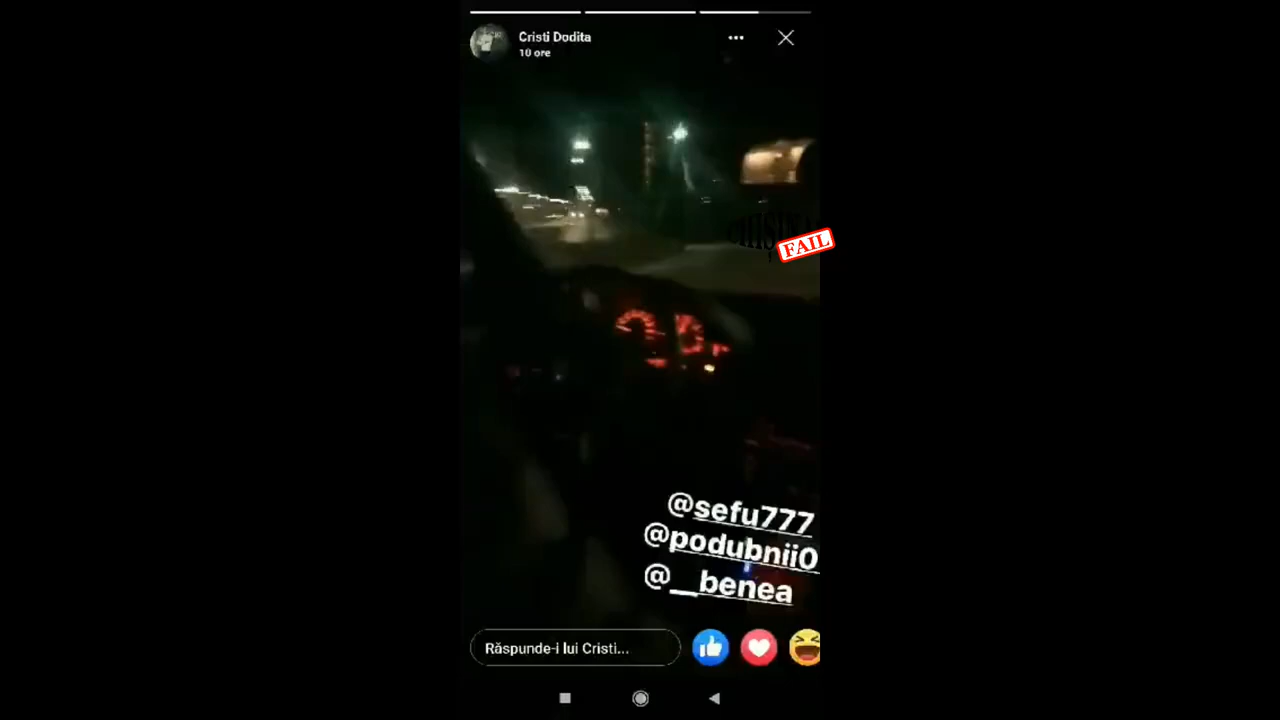 Cristi Dodita
10 ore
FAIL
@sefu777
@podubnii0
@__benea
Răspunde-i lui Cristi...